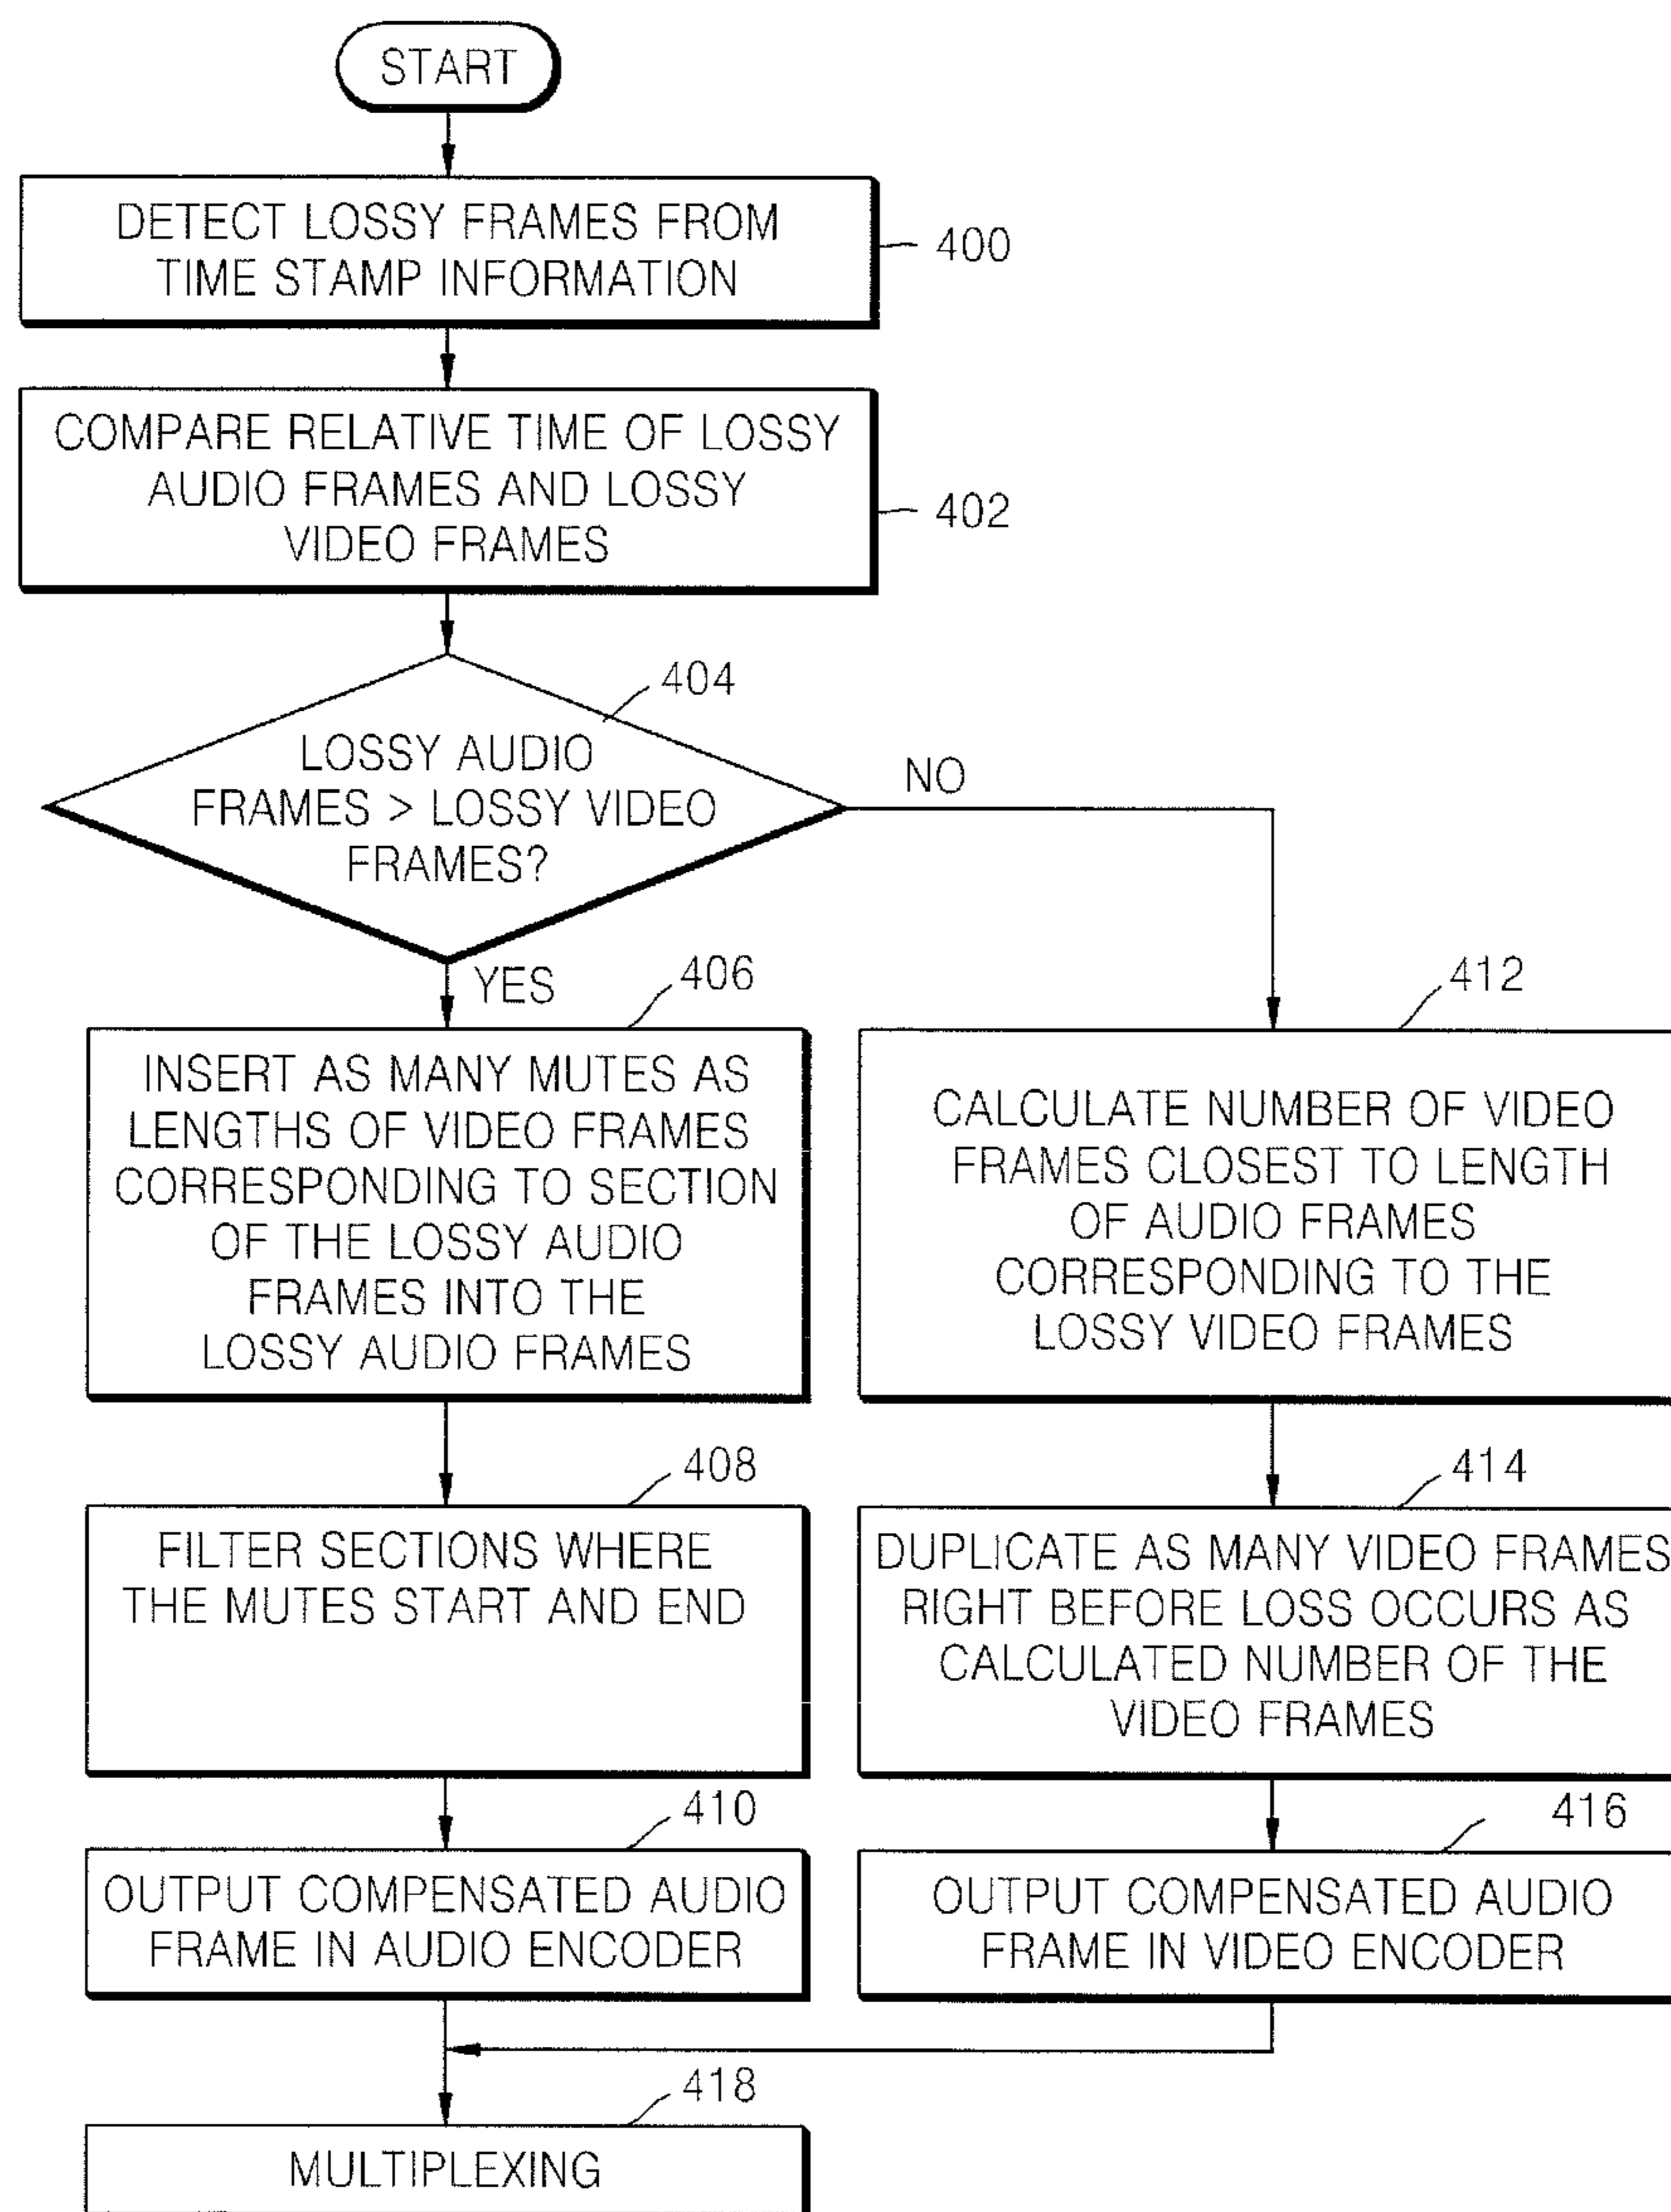 START
DETECT LOSSY FRAMES FROM
TIME STAMP INFORMATION
400
COMPARE RELATIVE TIME OF LOSSY
AUDIO FRAMES AND LOSSY
VIDEO FRAMES
402
404
LOSSY AUDIO
FRAMES > LOSSY VIDEO
FRAMES?
NO
YES
406
INSERT AS MANY MUTES AS
LENGTHS OF VIDEO FRAMES
CORRESPONDING TO SECTION
OF THE LOSSY AUDIO
FRAMES INTO THE
LOSSY AUDIO FRAMES
412
CALCULATE NUMBER OF VIDEO
FRAMES CLOSEST TO LENGTH
OF AUDIO FRAMES
CORRESPONDING TO THE
LOSSY VIDEO FRAMES
408
FILTER SECTIONS WHERE
THE MUTES START AND END
414
DUPLICATE AS MANY VIDEO FRAMES
RIGHT BEFORE LOSS OCCURS AS
CALCULATED NUMBER OF THE
VIDEO FRAMES
410
OUTPUT COMPENSATED AUDIO
FRAME IN AUDIO ENCODER
416
OUTPUT COMPENSATED AUDIO
FRAME IN VIDEO ENCODER
418
MULTIPLEXING